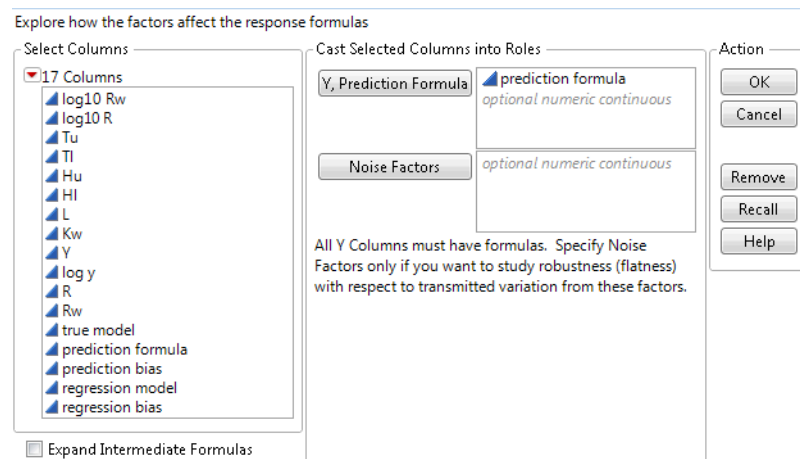 Explore how the factors affect the response formulas
Select Columns
17 Columns
log10 Rw
log10 R
Tu
Tl
Hu
Hl
L
Kw
Y
log y
R
Rw
true model
prediction formula
prediction bias
regression model
regression bias
Expand Intermediate Formulas
Cast Selected Columns into Roles
Y, Prediction Formula
prediction formula
optional numeric continuous
Noise Factors
optional numeric continuous
All Y Columns must have formulas. Specify Noise
Factors only if you want to study robustness (flatness)
with respect to transmitted variation from these factors.
Action
OK
Cancel
Remove
Recall
Help